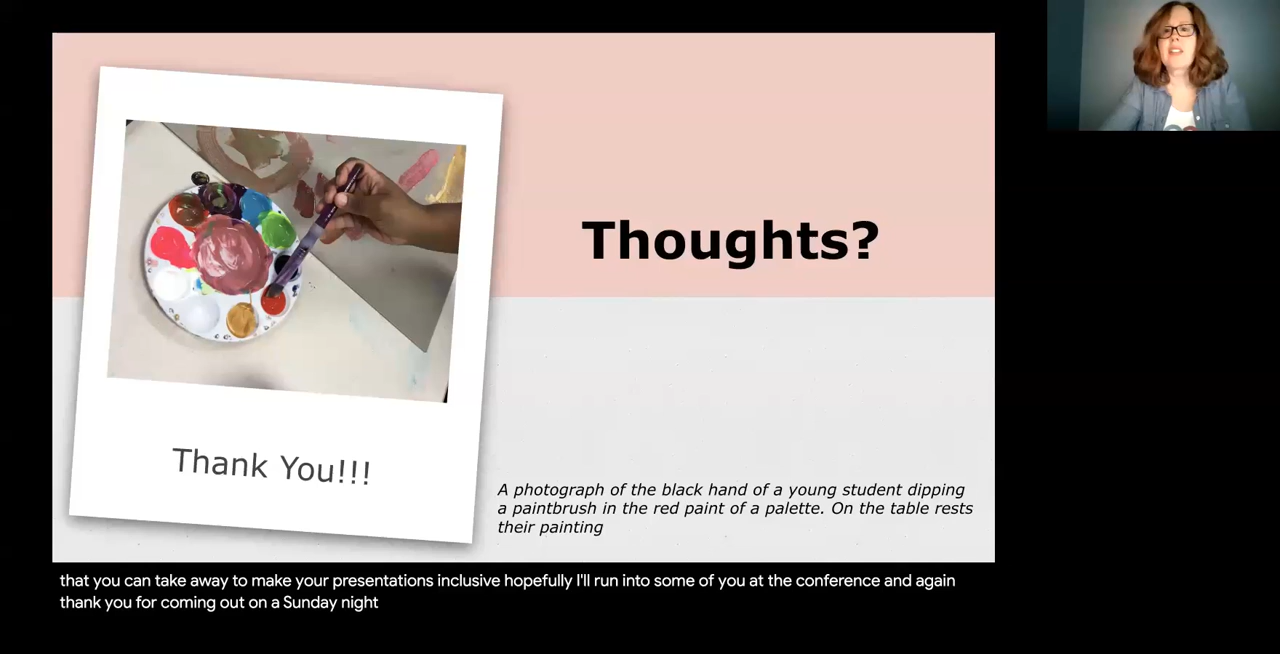 Thoughts?
Thank You!!!
A photograph of the black hand of a young student dipping
a paintbrush in the red paint of a palette. On the table rests
their painting
that you can take away to make your presentations inclusive hopefully I'll run into some of you at the conference and again
thank you for coming out on a Sunday night